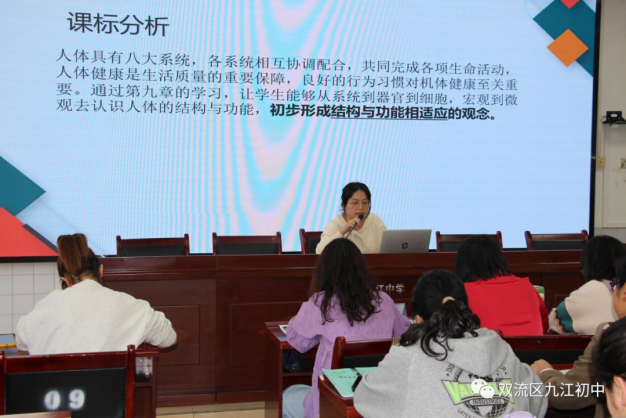 课标分析
人体具有八大系统，各系统相互协调配合，共同完成各项生命活动，
人体健康是生活质量的重要保障，良好的行为习惯对机体健康至关重
要。通过第九章的学习，让学生能够从系统到器官到细胞，宏观到微
观去认识人体的结构与功能，初步形成结构与功能相适应的观念。
江中学
09
双流区九江初中